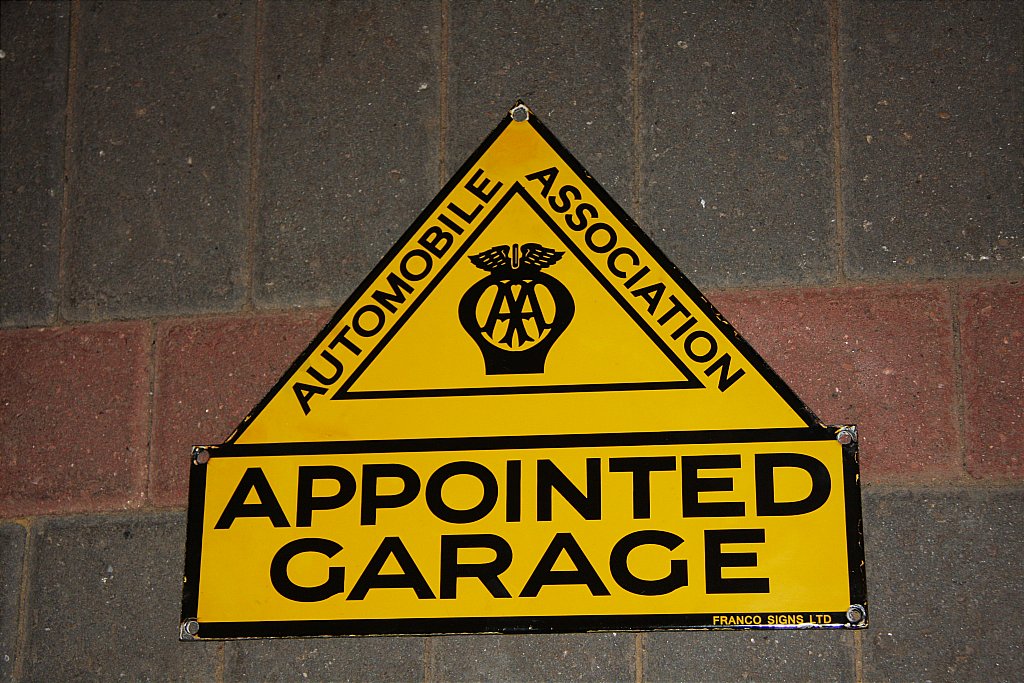 AUTOMOBILE ASSOCIATION
AA
APPOINTED
GARAGE
FRANCO SIGNS LTD